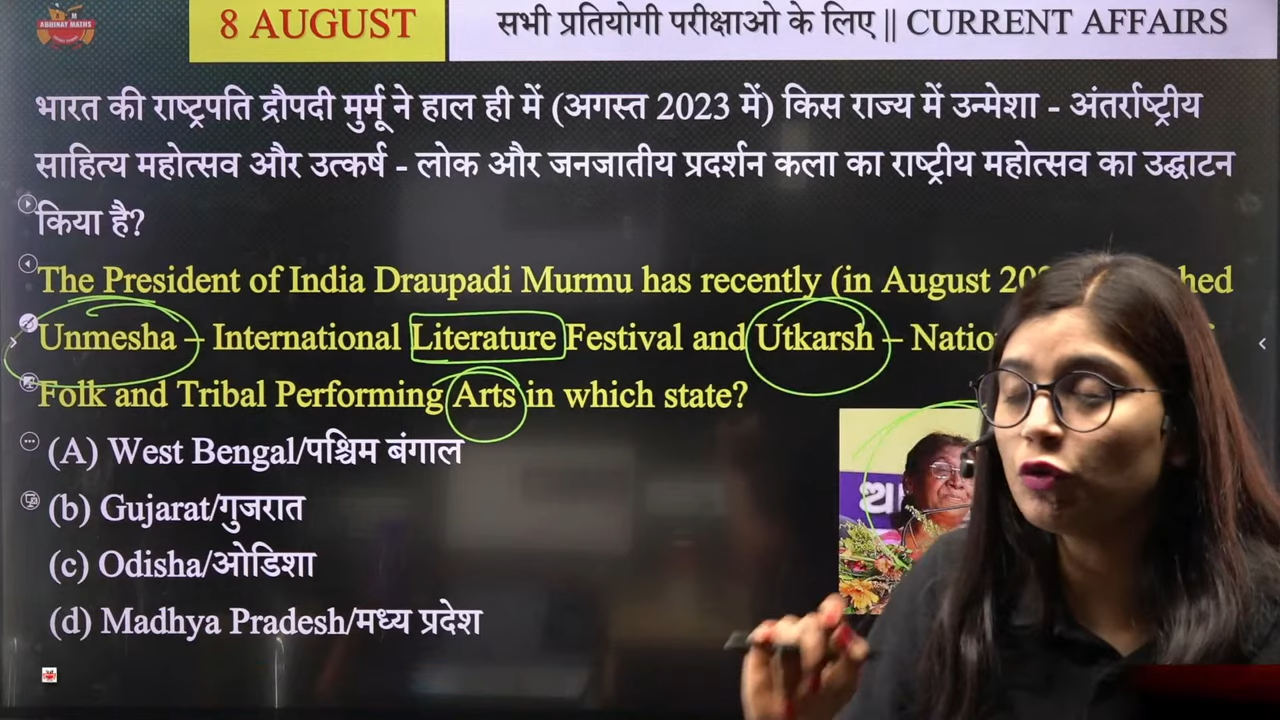 ABHINAY MATHS
8 AUGUST
सभी प्रतियोगी परीक्षाओ के लिए || CURRENT AFFAIRS
भारत की राष्ट्रपति द्रौपदी मुर्मू ने हाल ही में (अगस्त 2023 में) किस राज्य में उन्मेशा - अंतर्राष्ट्रीय
साहित्य महोत्सव और उत्कर्ष - लोक और जनजातीय प्रदर्शन कला का राष्ट्रीय महोत्सव का उद्घाटन
किया है?
The President of India Draupadi Murmu has recently (in August
Unmesha – International Literature Festival and Utkarsh –
Folk and Tribal Performing Arts in which state?
(A) West Bengal/पश्चिम बंगाल
(b) Gujarat/गुजरात
(c) Odisha/ओडिशा
(d) Madhya Pradesh/मध्य प्रदेश